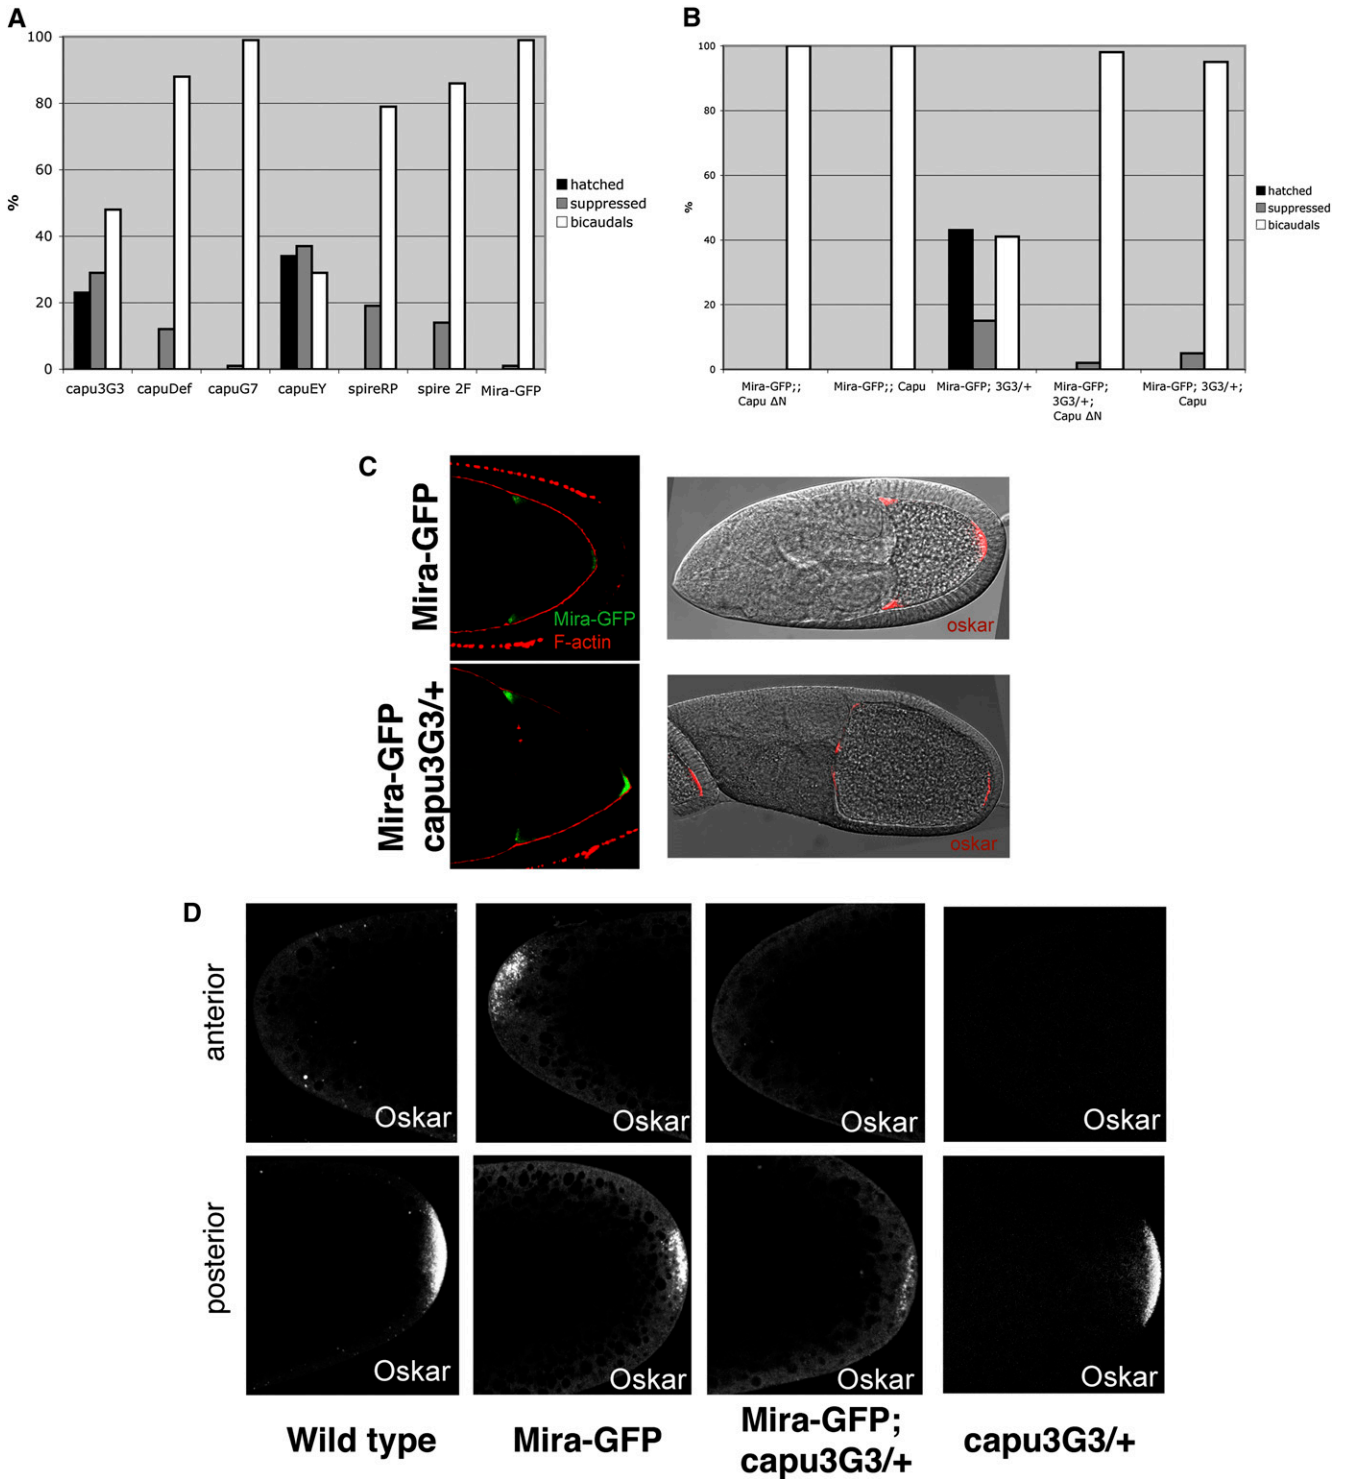 A
100
80
60
40
20
0
%
capu3G3 capuDef capuG7 capuEY spireRP spire 2F Mira-GFP
hatched
suppressed
bicaudals
B
100
80
60
40
20
0
%
Mira-GFP;; Capu ΔN
Mira-GFP;; Capu
Mira-GFP; 3G3/+
Mira-GFP; 3G3/+; Capu ΔN
Mira-GFP; 3G3/+; Capu
hatched
suppressed
bicaudals
C
Mira-GFP
Mira-GFP
F-actin
oskar
Mira-GFP
capu3G3/+
oskar
D
anterior
Oskar
Oskar
Oskar
Oskar
posterior
Oskar
Oskar
Oskar
Oskar
Wild type
Mira-GFP
Mira-GFP;
capu3G3/+
capu3G3/+